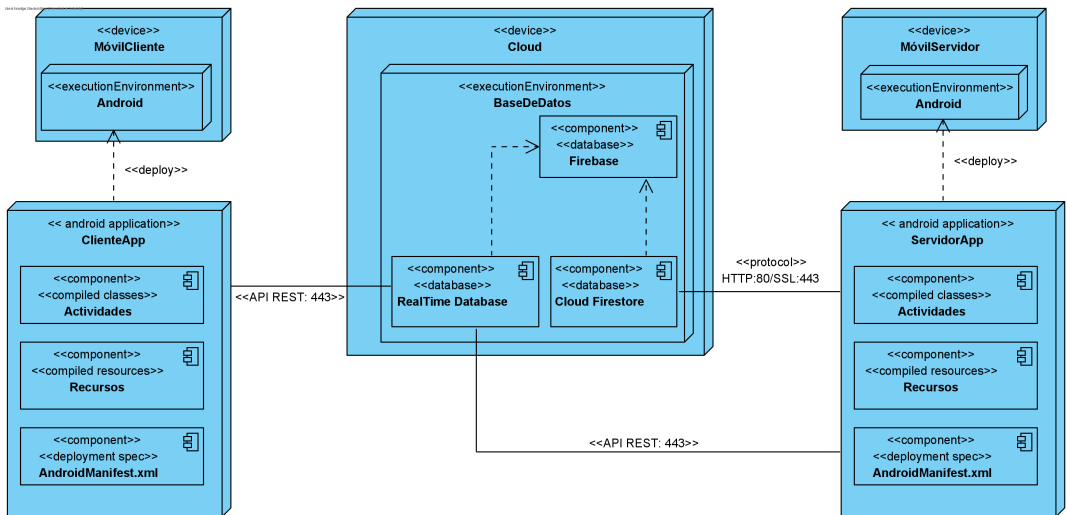 <<device>>
MóvilCliente
<<executionEnvironment>>
Android
<<deploy>>
<< android application>>
ClienteApp
<<component>>
<<compiled classes>>
Actividades
<<component>>
<<compiled resources>>
Recursos
<<component>>
<<deployment spec>>
AndroidManifest.xml
<<API REST: 443>>
<<device>>
Cloud
<<executionEnvironment>>
BaseDeDatos
<<component>>
<<database>>
Firebase
<<component>>
<<database>>
RealTime Database
<<component>>
<<database>>
Cloud Firestore
<<protocol>>
HTTP:80/SSL:443
<<API REST: 443>>
<<device>>
MóvilServidor
<<executionEnvironment>>
Android
<<deploy>>
<< android application>>
ServidorApp
<<component>>
<<compiled classes>>
Actividades
<<component>>
<<compiled resources>>
Recursos
<<component>>
<<deployment spec>>
AndroidManifest.xml